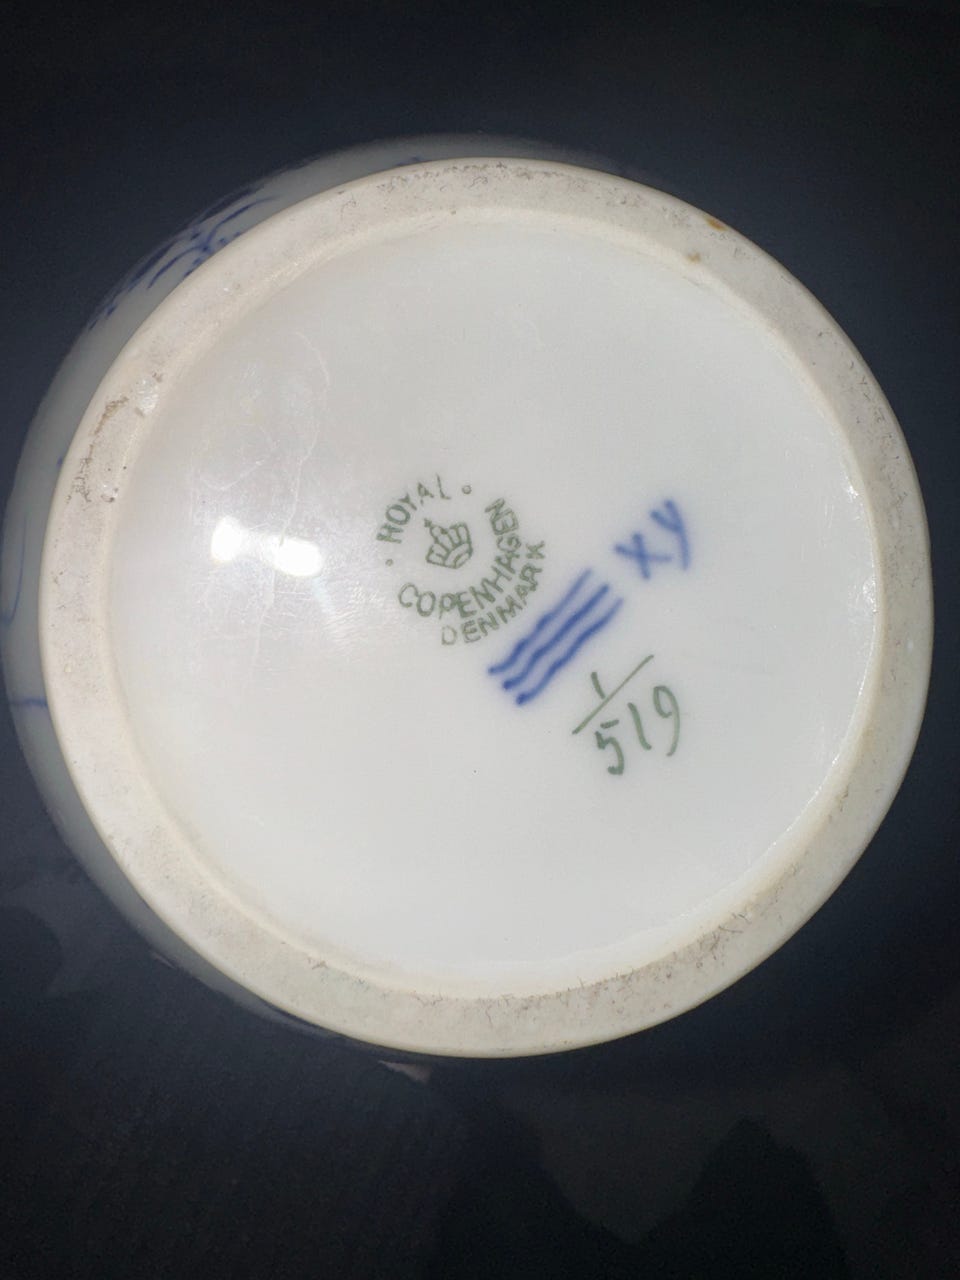 ROYAL
COPENHAGEN
DENMARK
XY
1/519